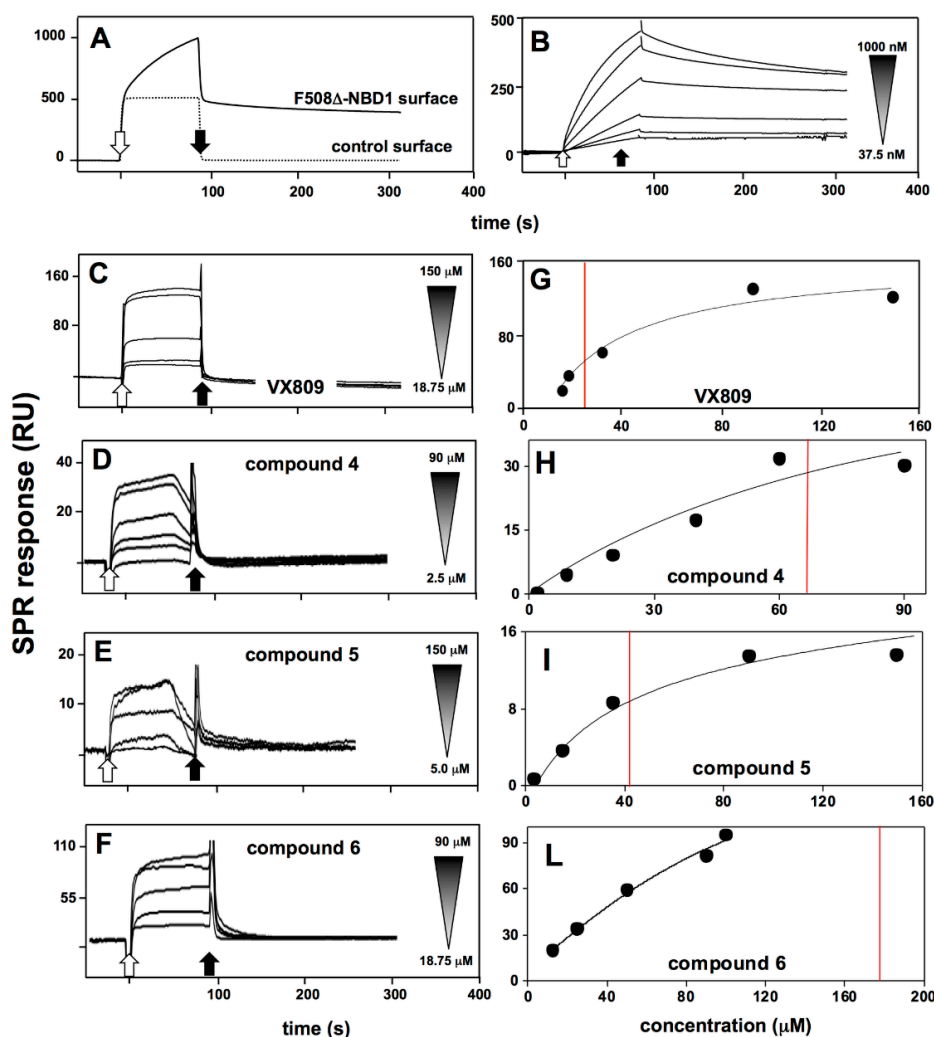 A
1000
500
0
F508Δ-NBD1 surface
control surface
0
100
200
300
400
B
500
250
0
1000 nM
37.5 nM
100
200
300
400
time (s)
SPR response (RU)
C
160
80
150 µM
18.75 µM
VX809
G
160
80
0
VX809
0
40
80
120
160
D
compound 4
40
20
90 µM
2.5 µM
H
30
15
0
compound 4
30
60
90
E
compound 5
20
10
150 µM
5.0 µM
I
16
8
0
compound 5
0
40
80
120
160
F
compound 6
110
55
90 µM
18.75 µM
0
100
200
300
400
time (s)
L
90
60
30
0
compound 6
0
40
80
120
160
200
concentration (µM)